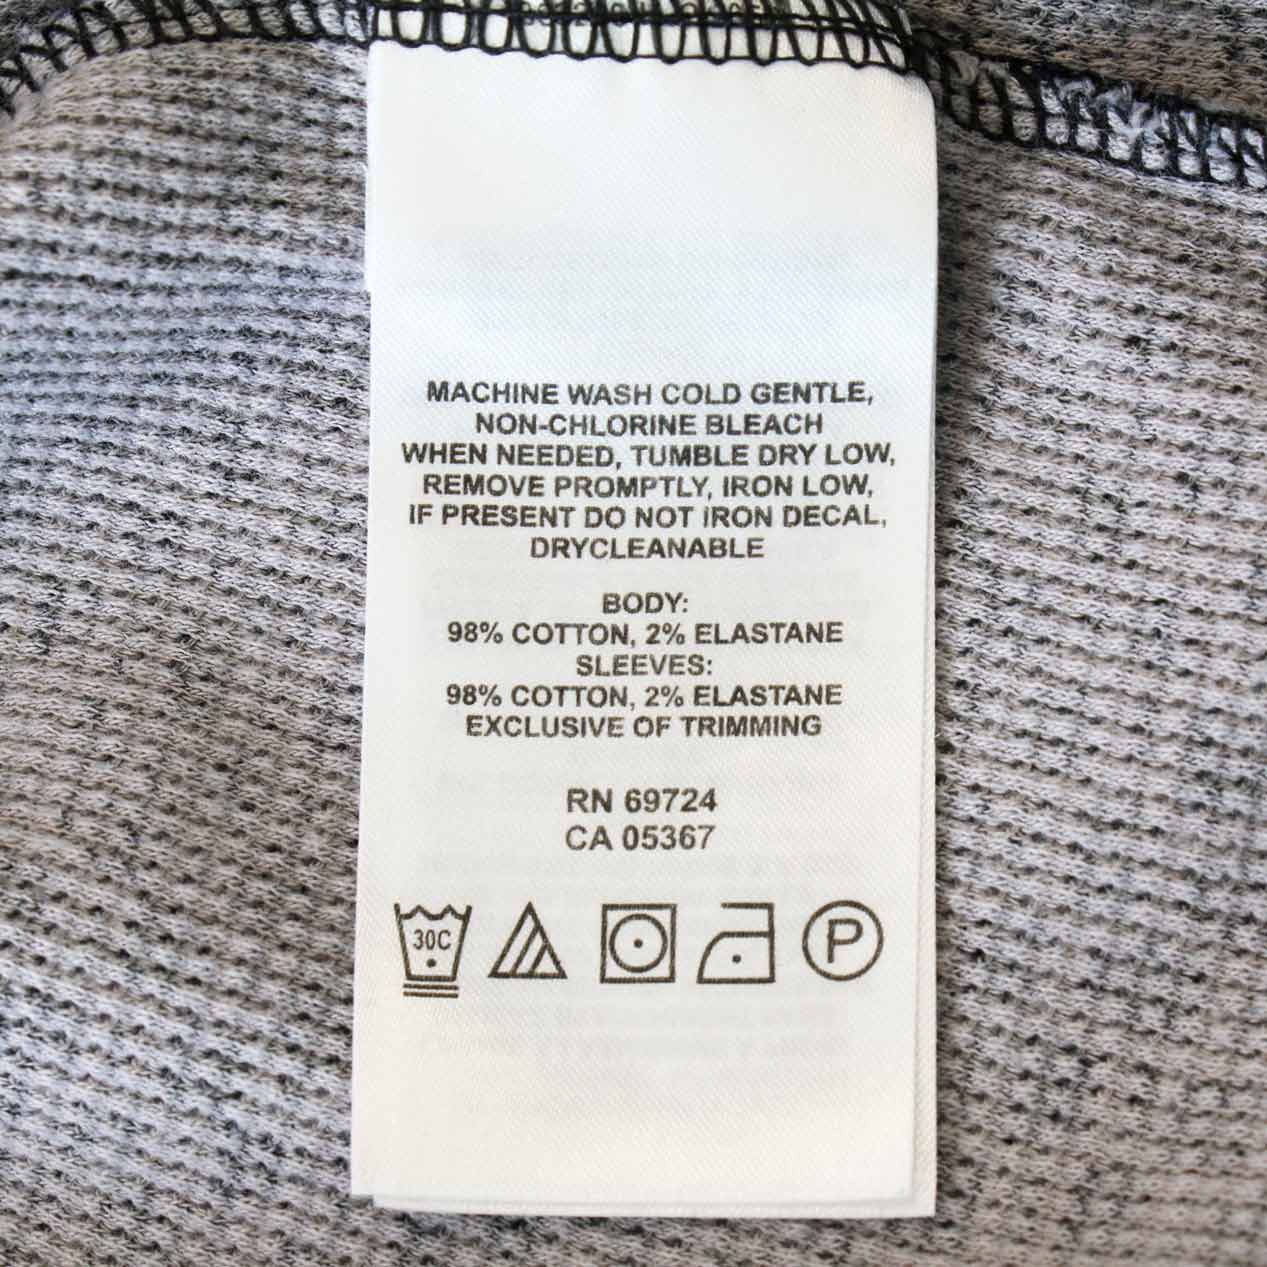 MACHINE WASH COLD GENTLE,
NON-CHLORINE BLEACH
WHEN NEEDED, TUMBLE DRY LOW,
REMOVE PROMPTLY, IRON LOW,
IF PRESENT DO NOT IRON DECAL,
DRYCLEANABLE
BODY:
98% COTTON, 2% ELASTANE
SLEEVES:
98% COTTON, 2% ELASTANE
EXCLUSIVE OF TRIMMING
RN 69724
CA 05367
30C P